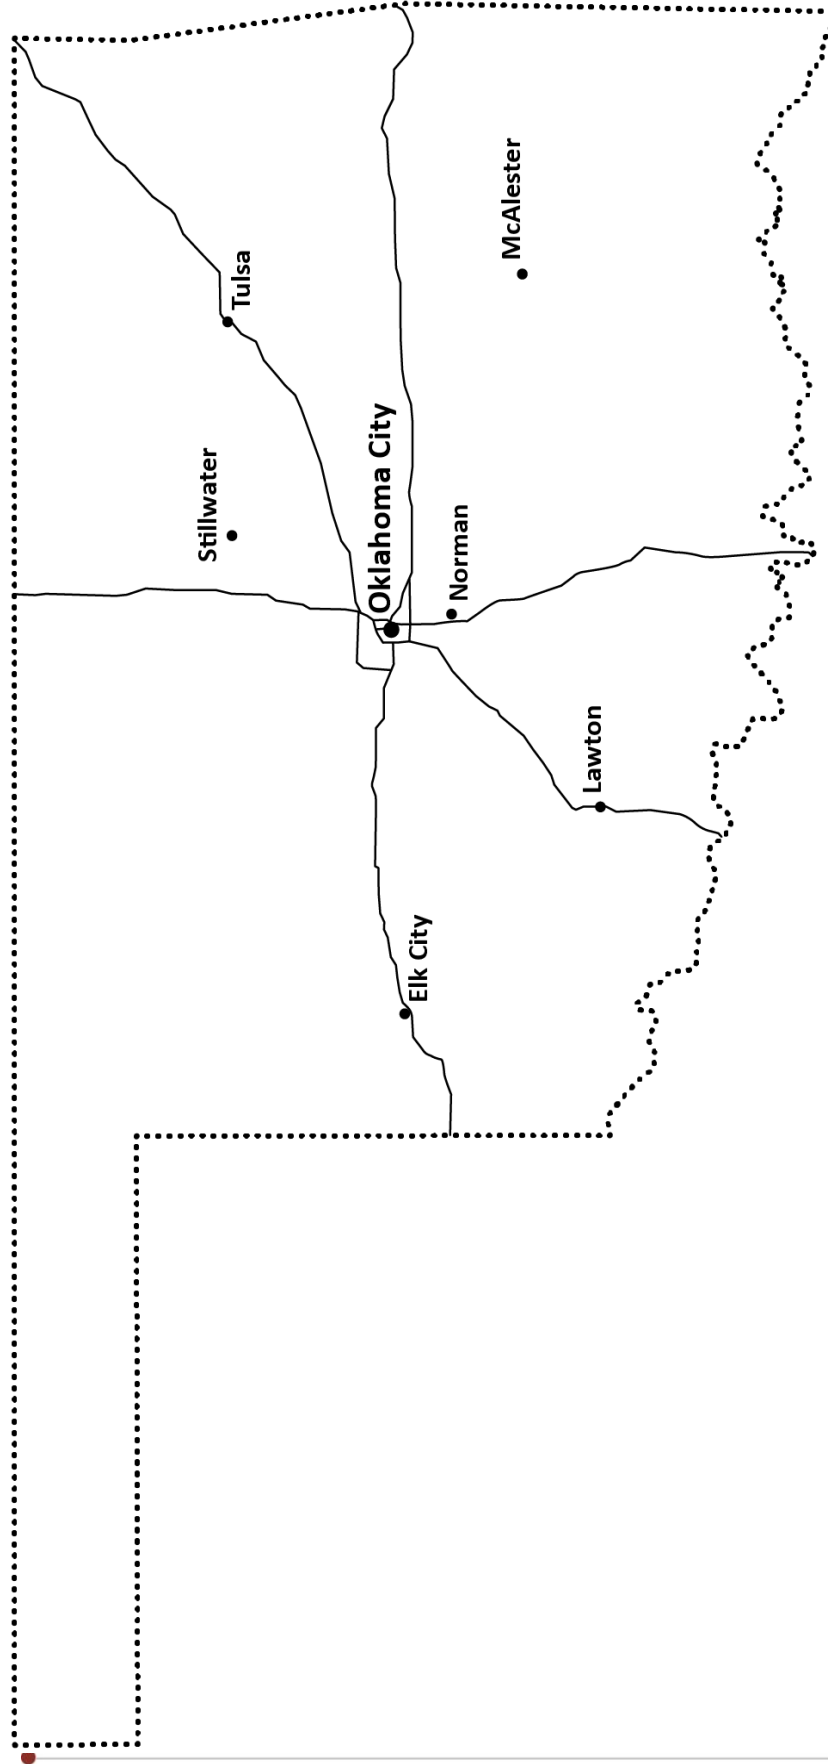 Tulsa
Stillwater
McAlester
Oklahoma City
Norman
Elk City
Lawton